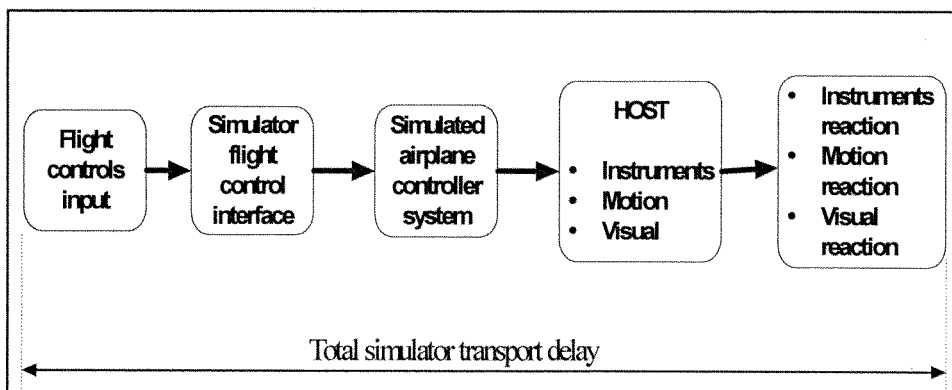 Flight
controls
input
Simulator
flight
control
interface
Simulated
airplane
controller
system
HOST
• Instruments
• Motion
• Visual
• Instruments
reaction
• Motion
reaction
• Visual
reaction
Total simulator transport delay